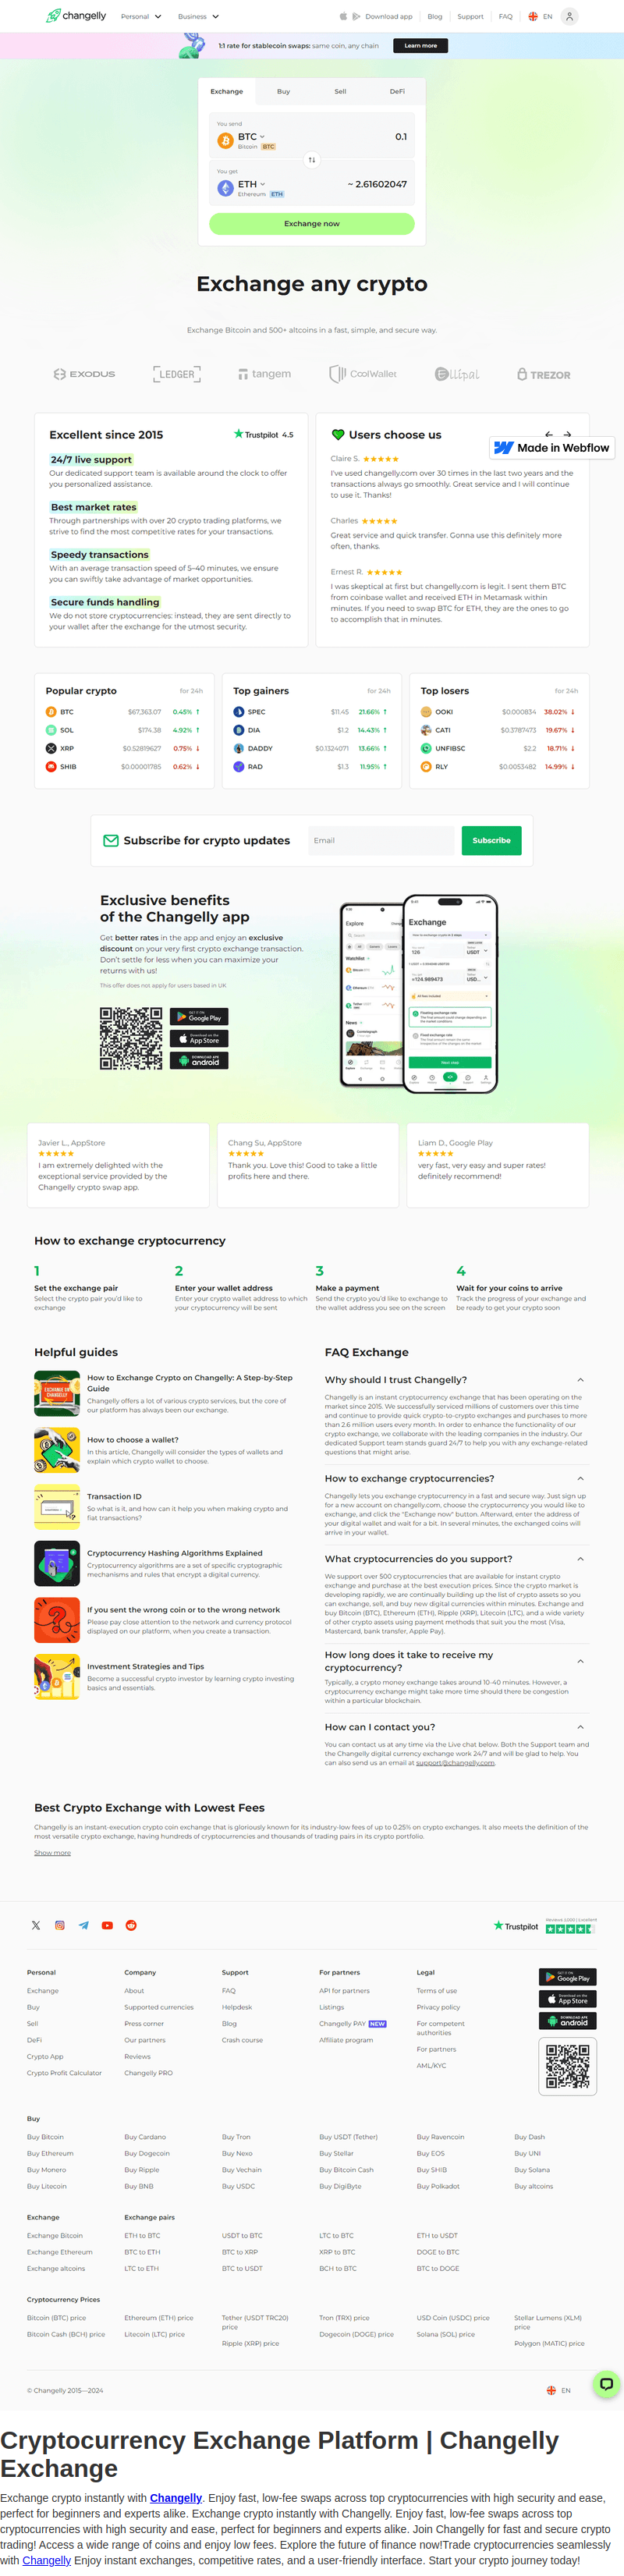 changelly Personal Business Download app Blog Support FAQ EN
1:1 rate for stablecoin swaps: same coin, any chain Learn more
Exchange Buy Sell DeFi
You send
BTC 0.1
Bitcoin BTC
You get
ETH ~ 2.61602047
Ethereum ETH
Exchange now
Exchange any crypto
Exchange Bitcoin and 500+ altcoins in a fast, simple, and secure way.
EXODUS LEDGER tangem CoolWallet Ellipal TREZOR
Excellent since 2015 Trustpilot 4.5
24/7 live support
Our dedicated support team is available around the clock to offer
you personalized assistance.
Best market rates
Through partnerships with over 20 crypto trading platforms, we
strive to find the most competitive rates for your transactions.
Speedy transactions
With an average transaction speed of 5–40 minutes, we ensure
you can swiftly take advantage of market opportunities.
Secure funds handling
We do not store cryptocurrencies: instead, they are sent directly to
your wallet after the exchange for the utmost security.
Users choose us
Made in Webflow
Claire S.
I've used changelly.com over 30 times in the last two years and the
transactions always go smoothly. Great service and I will continue
to use it. Thanks!
Charles
Great service and quick transfer. Gonna use this definitely more
often, thanks.
Ernest R.
I was skeptical at first but changelly.com is legit. I sent them BTC
from coinbase wallet and received ETH in Metamask within
minutes. If you need to swap BTC for ETH, they are the ones to go
to accomplish that in minutes.
Popular crypto for 24h
BTC $67,363.07 0.45% ↑
SOL $174.38 4.92% ↑
XRP $0.52819627 0.75% ↓
SHIB $0.00001785 0.62% ↓
Top gainers for 24h
SPEC $11.45 21.66% ↑
DIA $1.2 14.43% ↑
DADDY $0.1324071 13.66% ↑
RAD $1.3 11.95% ↑
Top losers for 24h
OOKI $0.000834 38.02% ↓
CATI $0.3787473 19.67% ↓
UNFIBSC $2.2 18.71% ↓
RLY $0.0053482 14.99% ↓
Subscribe for crypto updates Email Subscribe
Exclusive benefits
of the Changelly app
Get better rates in the app and enjoy an exclusive
discount on your very first crypto exchange transaction.
Don't settle for less when you can maximize your
returns with us!
This offer does not apply for users based in UK
GET IT ON
Google Play
Download on the
App Store
DOWNLOAD APK
android
Explore
Search
Watchlist
News
Exchange
126 USDT
~124.989473 USD...
Floating exchange rate
Fixed exchange rate
Next step
Javier L., AppStore
I am extremely delighted with the
exceptional service provided by the
Changelly crypto swap app.
Chang Su, AppStore
Thank you. Love this! Good to take a little
profits here and there.
Liam D., Google Play
very fast, very easy and super rates!
definitely recommend!
How to exchange cryptocurrency
1
Set the exchange pair
Select the crypto pair you'd like to
exchange
2
Enter your wallet address
Enter your crypto wallet address to which
your cryptocurrency will be sent
3
Make a payment
Send the crypto you'd like to exchange to
the wallet address you see on the screen
4
Wait for your coins to arrive
Track the progress of your exchange and
be ready to get your crypto soon
Helpful guides
EXCHANGE ON
CHANGELLY
How to Exchange Crypto on Changelly: A Step-by-Step
Guide
Changelly offers a lot of various crypto services, but the core of
our platform has always been our exchange.
How to choose a wallet?
In this article, Changelly will consider the types of wallets and
explain which crypto wallet to choose.
Transaction ID
So what is it, and how can it help you when making crypto and
fiat transactions?
Cryptocurrency Hashing Algorithms Explained
Cryptocurrency algorithms are a set of specific cryptographic
mechanisms and rules that encrypt a digital currency.
If you sent the wrong coin or to the wrong network
Please pay close attention to the network and currency protocol
displayed on our platform, when you create a transaction.
Investment Strategies and Tips
Become a successful crypto investor by learning crypto investing
basics and essentials.
FAQ Exchange
Why should I trust Changelly?
Changelly is an instant cryptocurrency exchange that has been operating on the
market since 2015. We successfully serviced millions of customers over this time
and continue to provide quick crypto-to-crypto exchanges and purchases to more
than 2.6 million users every month. In order to enhance the functionality of our
crypto exchange, we collaborate with the leading companies in the industry. Our
dedicated Support team stands guard 24/7 to help you with any exchange-related
questions that might arise.
How to exchange cryptocurrencies?
Changelly lets you exchange cryptocurrency in a fast and secure way. Just sign up
for a new account on changelly.com, choose the cryptocurrency you would like to
exchange, and click the "Exchange now" button. Afterward, enter the address of
your digital wallet and wait for a bit. In several minutes, the exchanged coins will
arrive in your wallet.
What cryptocurrencies do you support?
We support over 500 cryptocurrencies that are available for instant crypto
exchange and purchase at the best execution prices. Since the crypto market is
developing rapidly, we are continually building up the list of crypto assets so you
can exchange, sell, and buy new digital currencies within minutes. Exchange and
buy Bitcoin (BTC), Ethereum (ETH), Ripple (XRP), Litecoin (LTC), and a wide variety
of other crypto assets using payment methods that suit you the most (Visa,
Mastercard, bank transfer, Apple Pay).
How long does it take to receive my
cryptocurrency?
Typically, a crypto money exchange takes around 10-40 minutes. However, a
cryptocurrency exchange might take more time should there be congestion
within a particular blockchain.
How can I contact you?
You can contact us at any time via the Live chat below. Both the Support team and
the Changelly digital currency exchange work 24/7 and will be glad to help. You
can also send us an email at support@changelly.com.
Best Crypto Exchange with Lowest Fees
Changelly is an instant-execution crypto coin exchange that is gloriously known for its industry-low fees of up to 0.25% on crypto exchanges. It also meets the definition of the
most versatile crypto exchange, having hundreds of cryptocurrencies and thousands of trading pairs in its crypto portfolio.
Show more
Trustpilot
Personal Company Support For partners Legal
Exchange About FAQ API for partners Terms of use
Buy Supported currencies Helpdesk Listings Privacy policy
Sell Press corner Blog Changelly PAY NEW For competent
authorities
DeFi Our partners Crash course Affiliate program For partners
Crypto App Reviews AML/KYC
Crypto Profit Calculator Changelly PRO
GET IT ON
Google Play
Download on the
App Store
DOWNLOAD APK
android
Buy
Buy Bitcoin Buy Cardano Buy Tron Buy USDT (Tether) Buy Ravencoin Buy Dash
Buy Ethereum Buy Dogecoin Buy Nexo Buy Stellar Buy EOS Buy UNI
Buy Monero Buy Ripple Buy Vechain Buy Bitcoin Cash Buy SHIB Buy Solana
Buy Litecoin Buy BNB Buy USDC Buy DigiByte Buy Polkadot Buy altcoins
Exchange Exchange pairs
Exchange Bitcoin ETH to BTC USDT to BTC LTC to BTC ETH to USDT
Exchange Ethereum BTC to ETH BTC to XRP XRP to BTC DOGE to BTC
Exchange altcoins LTC to ETH BTC to USDT BCH to BTC BTC to DOGE
Cryptocurrency Prices
Bitcoin (BTC) price Ethereum (ETH) price Tether (USDT TRC20)
price Tron (TRX) price USD Coin (USDC) price Stellar Lumens (XLM)
price
Bitcoin Cash (BCH) price Litecoin (LTC) price Ripple (XRP) price Dogecoin (DOGE) price Solana (SOL) price Polygon (MATIC) price
© Changelly 2015—2024 EN
Cryptocurrency Exchange Platform | Changelly
Exchange
Exchange crypto instantly with Changelly. Enjoy fast, low-fee swaps across top cryptocurrencies with high security and ease,
perfect for beginners and experts alike. Exchange crypto instantly with Changelly. Enjoy fast, low-fee swaps across top
cryptocurrencies with high security and ease, perfect for beginners and experts alike. Join Changelly for fast and secure crypto
trading! Access a wide range of coins and enjoy low fees. Explore the future of finance now!Trade cryptocurrencies seamlessly
with Changelly Enjoy instant exchanges, competitive rates, and a user-friendly interface. Start your crypto journey today!